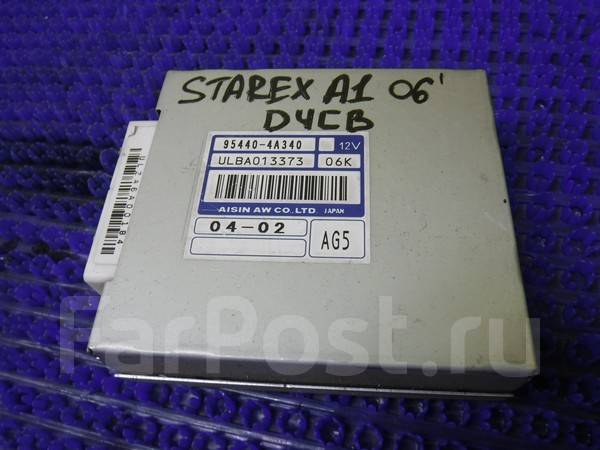 STAREX A1 06'
D4CB
95440-4A340 12V
ULBA013373 06K
AISIN AW CO.,LTD. JAPAN
04-02
AG5
FarPost.ru